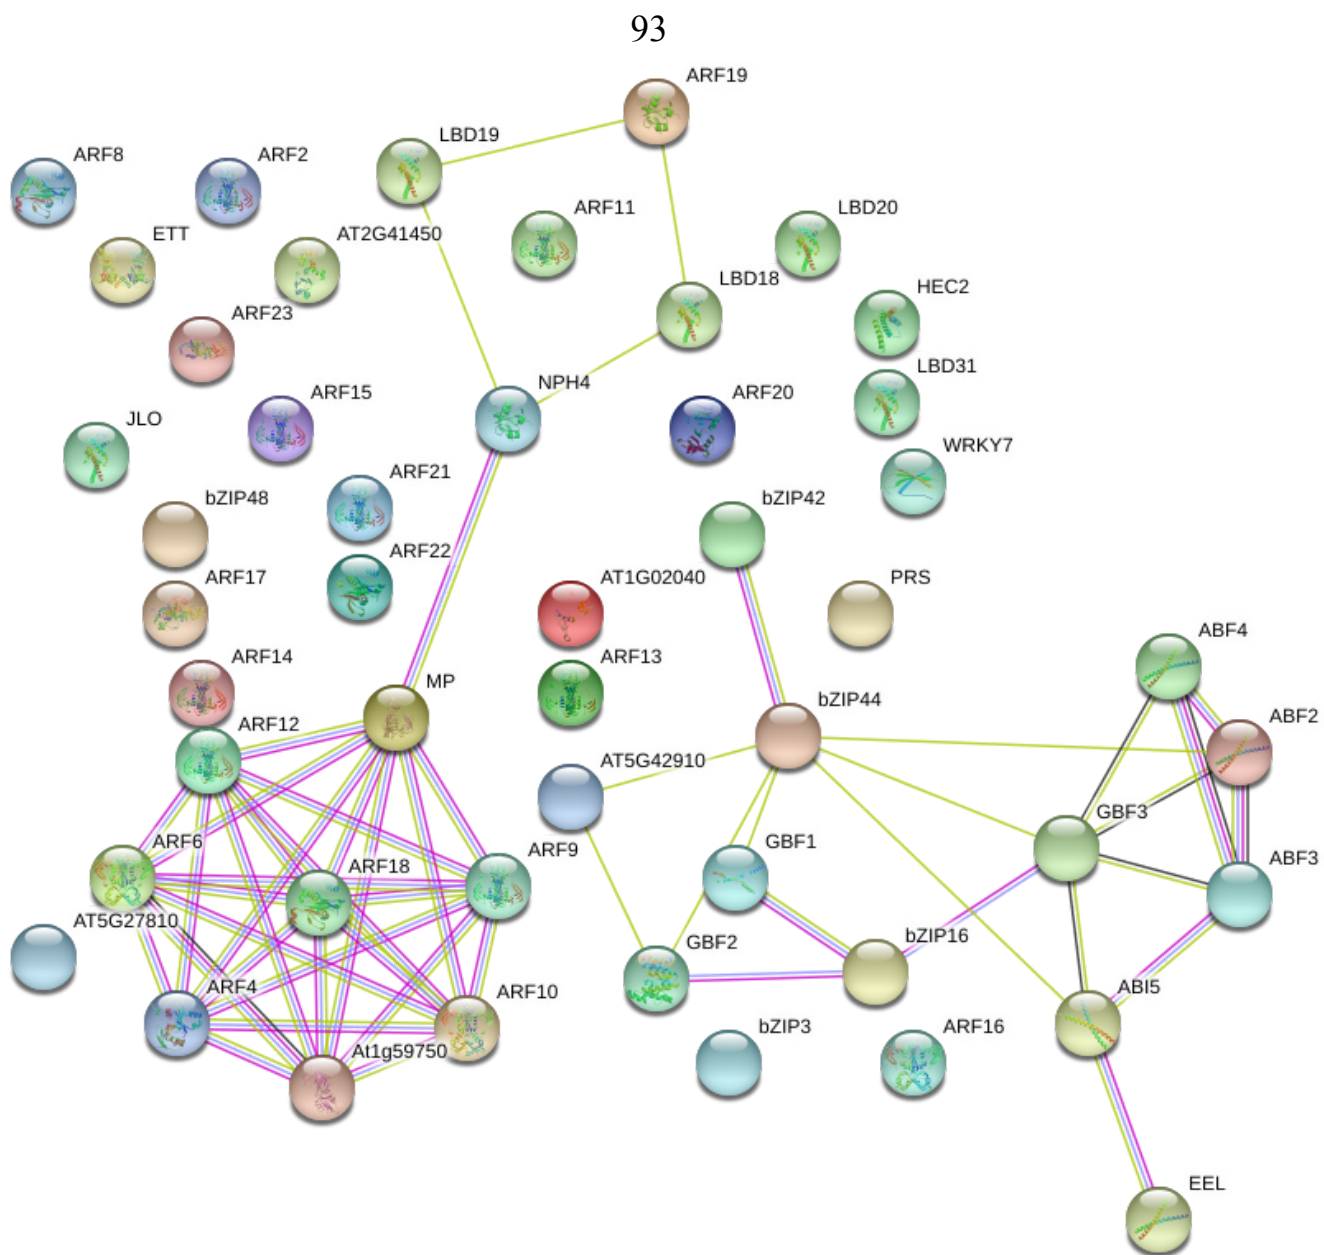 93
ARF19
LBD19
ARF8
ARF2
ARF11
LBD20
ETT
AT2G41450
LBD18
HEC2
ARF23
LBD31
NPH4
ARF15
ARF20
JLO
WRKY7
ARF21
bZIP48
bZIP42
ARF22
ARF17
AT1G02040
PRS
ABF4
ARF14
ARF13
MP
bZIP44
ARF12
ABF2
AT5G42910
GBF3
ARF6
GBF1
ARF9
ARF18
ABF3
AT5G27810
bZIP16
GBF2
ARF4
ARF10
ABI5
bZIP3
ARF16
At1g59750
EEL